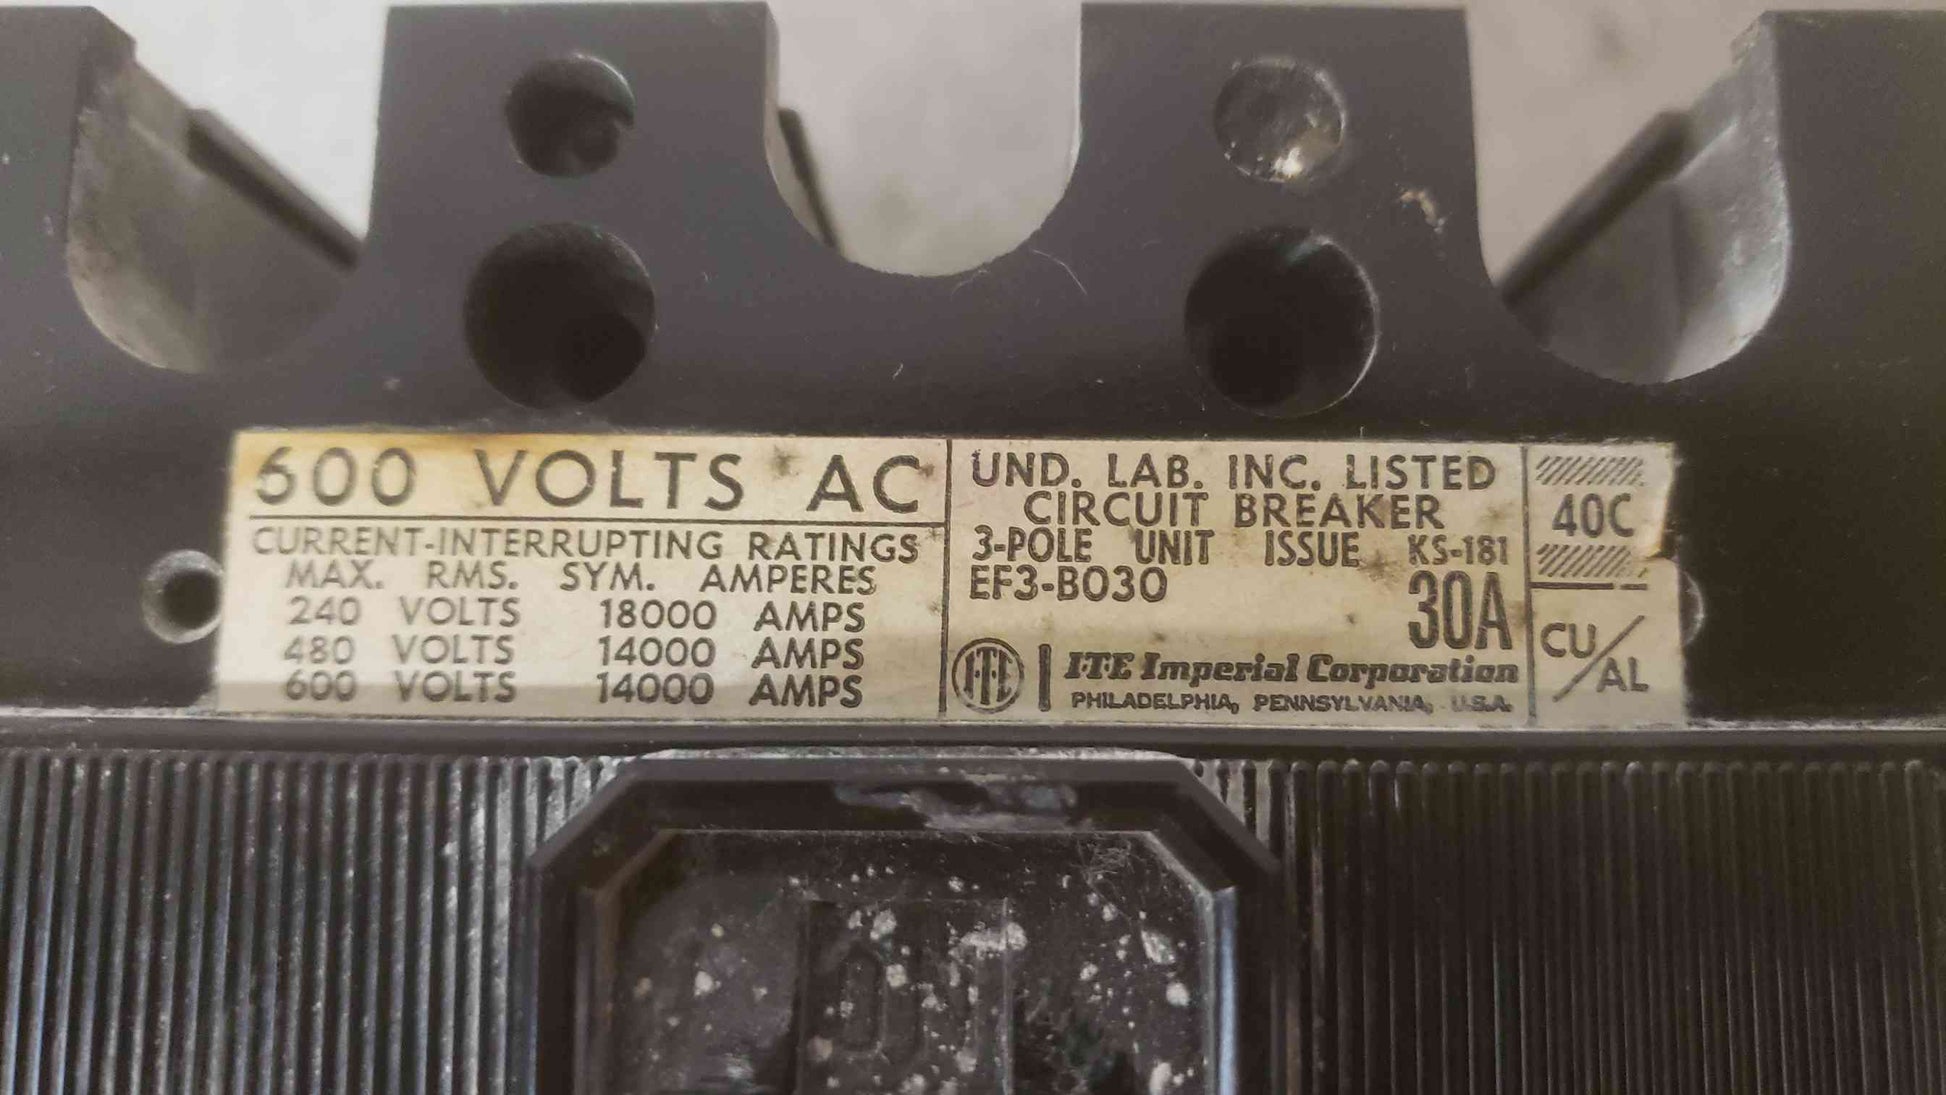 600 VOLTS AC
CURRENT-INTERRUPTING RATINGS
MAX. RMS. SYM. AMPERES
240 VOLTS 18000 AMPS
480 VOLTS 14000 AMPS
600 VOLTS 14000 AMPS
UND. LAB. INC. LISTED
CIRCUIT BREAKER
3-POLE UNIT ISSUE KS-181
EF3-B030
30A
I-T-E
I-T-E Imperial Corporation
PHILADELPHIA, PENNSYLVANIA, U.S.A.
40C
CU/AL
ON